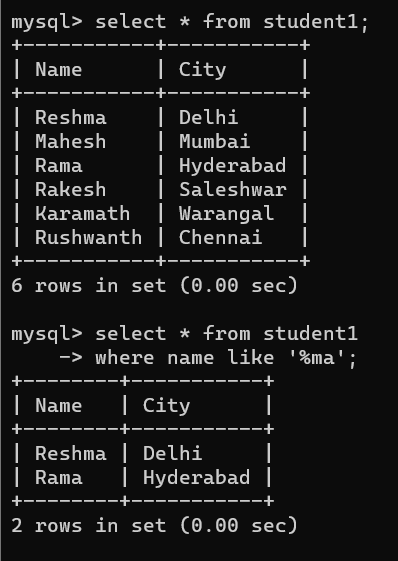 mysql> select * from student1;
+-----------+-----------+
| Name      | City      |
+-----------+-----------+
| Reshma    | Delhi     |
| Mahesh    | Mumbai    |
| Rama      | Hyderabad |
| Rakesh    | Saleshwar |
| Karamath  | Warangal  |
| Rushwanth | Chennai   |
+-----------+-----------+
6 rows in set (0.00 sec)

mysql> select * from student1
    -> where name like '%ma';
+--------+-----------+
| Name   | City      |
+--------+-----------+
| Reshma | Delhi     |
| Rama   | Hyderabad |
+--------+-----------+
2 rows in set (0.00 sec)